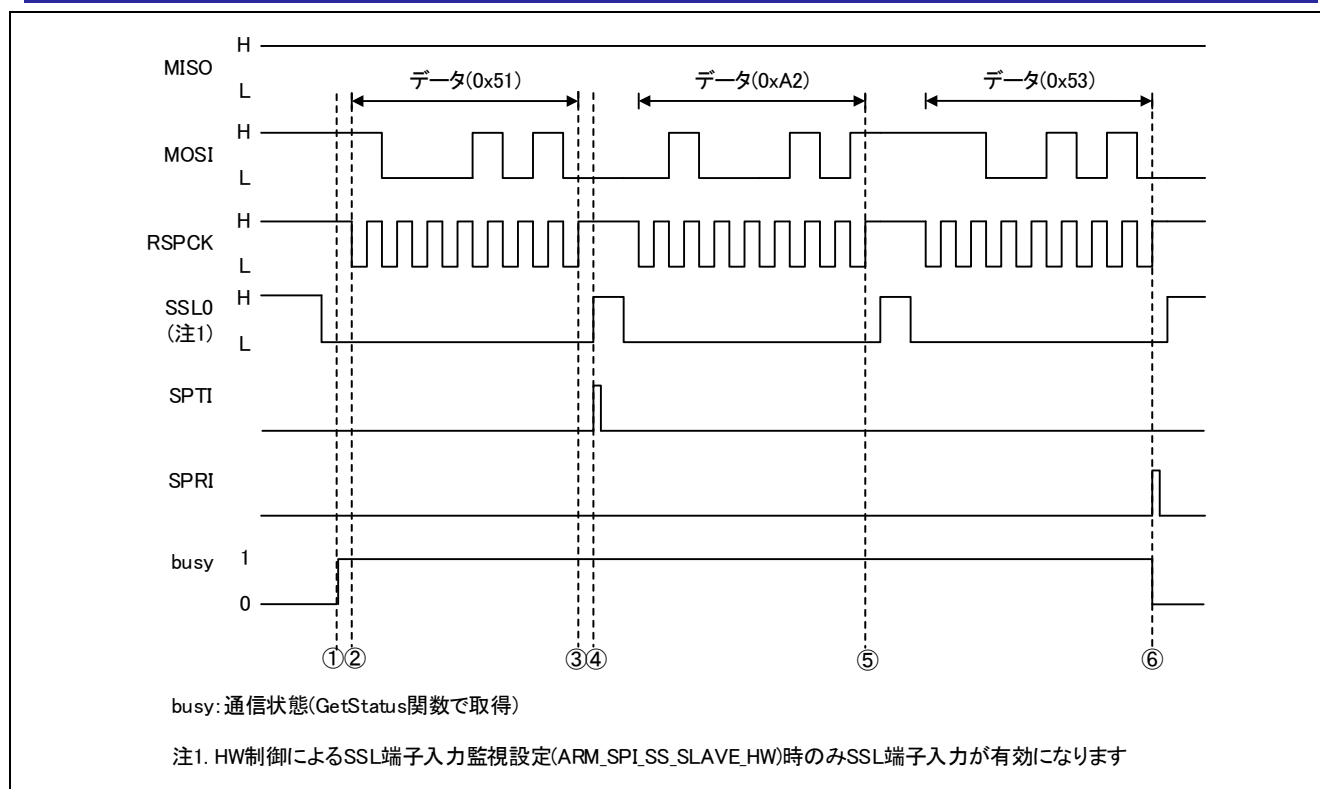 H
MISO
L
データ(0x51)
データ(0xA2)
データ(0x53)
H
MOSI
L
H
RSPCK
L
H
SSL0
(注1)
L
SPTI
SPRI
busy
1
0
①②
③④
⑤
⑥
busy:通信状態(GetStatus関数で取得)
注1. HW制御によるSSL端子入力監視設定(ARM_SPI_SS_SLAVE_HW)時のみSSL端子入力が有効になります